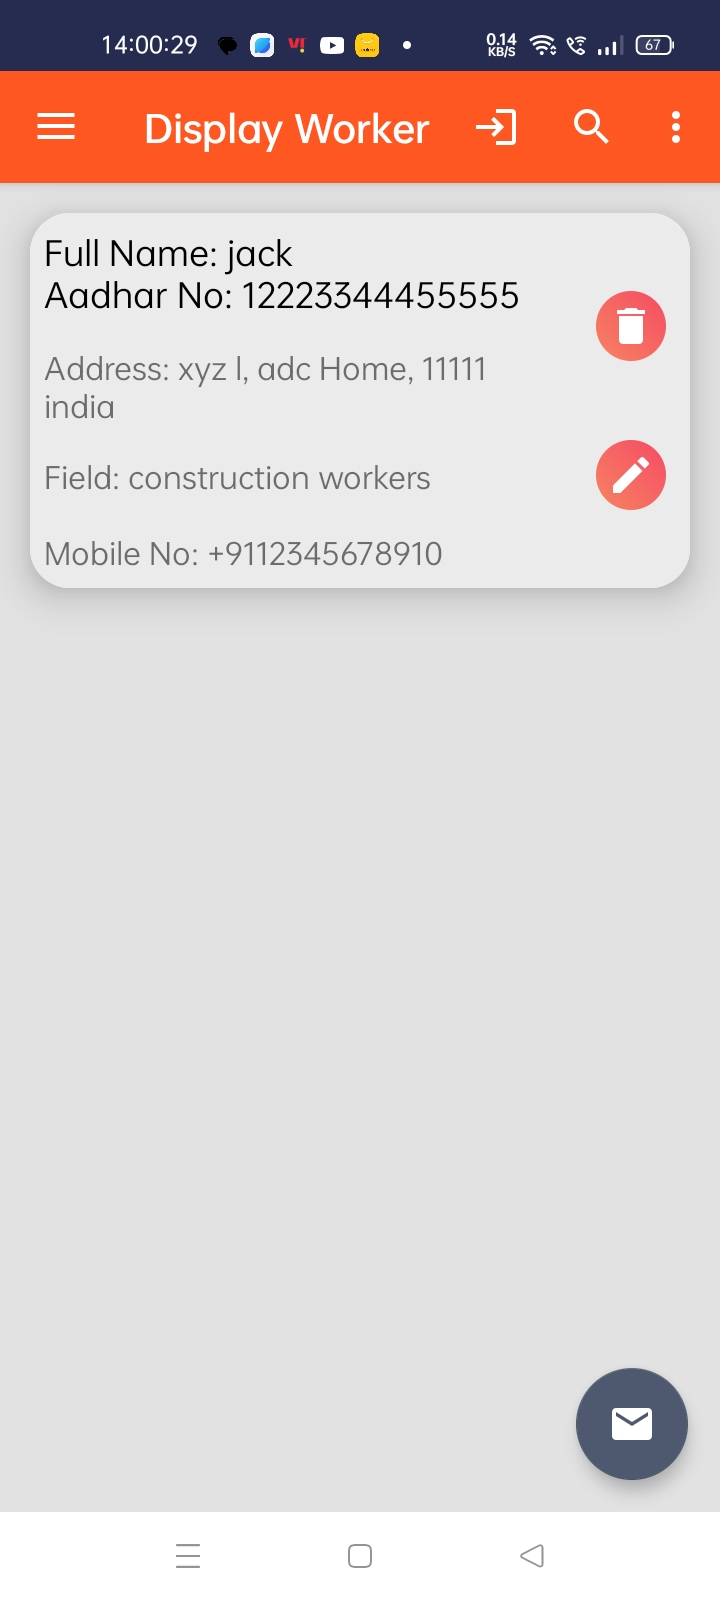 14:00:29
VI
0.14
KB/S
67
Display Worker
Full Name: jack
Aadhar No: 12223344455555
Address: xyz l, adc Home, 11111
india
Field: construction workers
Mobile No: +9112345678910